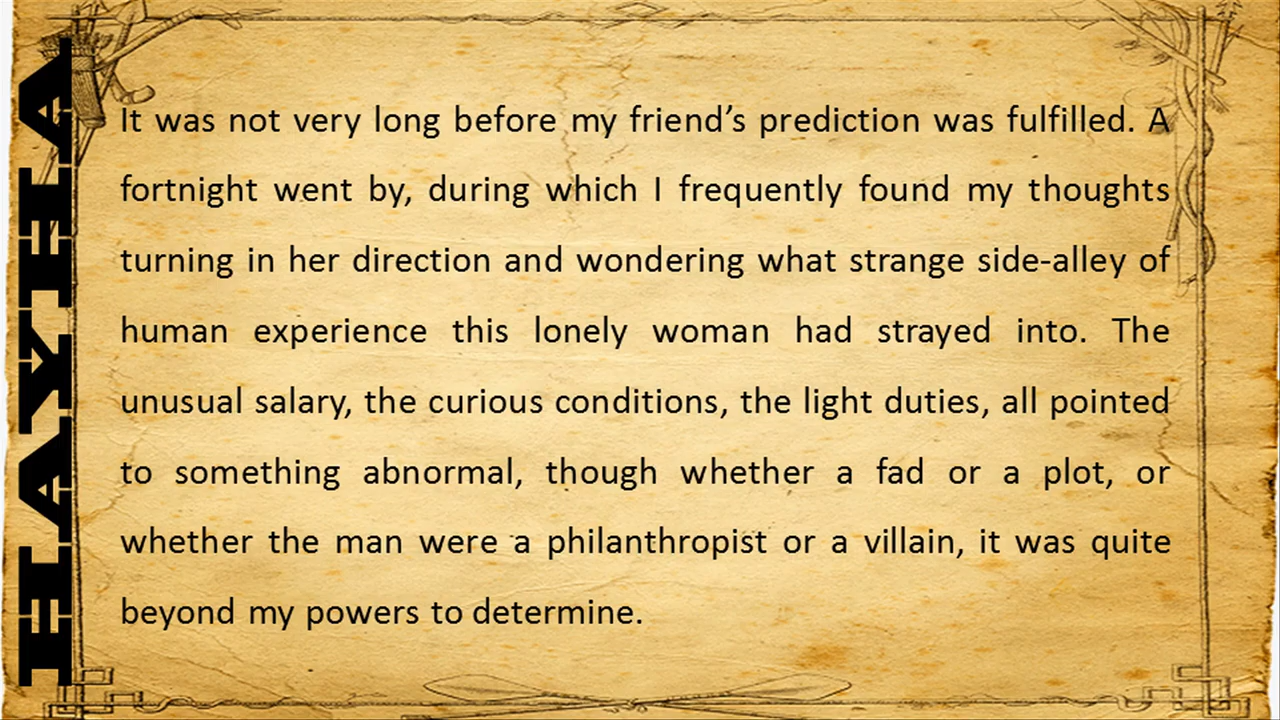 It was not very long before my friend’s prediction was fulfilled. A
fortnight went by, during which I frequently found my thoughts
turning in her direction and wondering what strange side-alley of
human experience this lonely woman had strayed into. The
unusual salary, the curious conditions, the light duties, all pointed
to something abnormal, though whether a fad or a plot, or
whether the man were a philanthropist or a villain, it was quite
beyond my powers to determine.